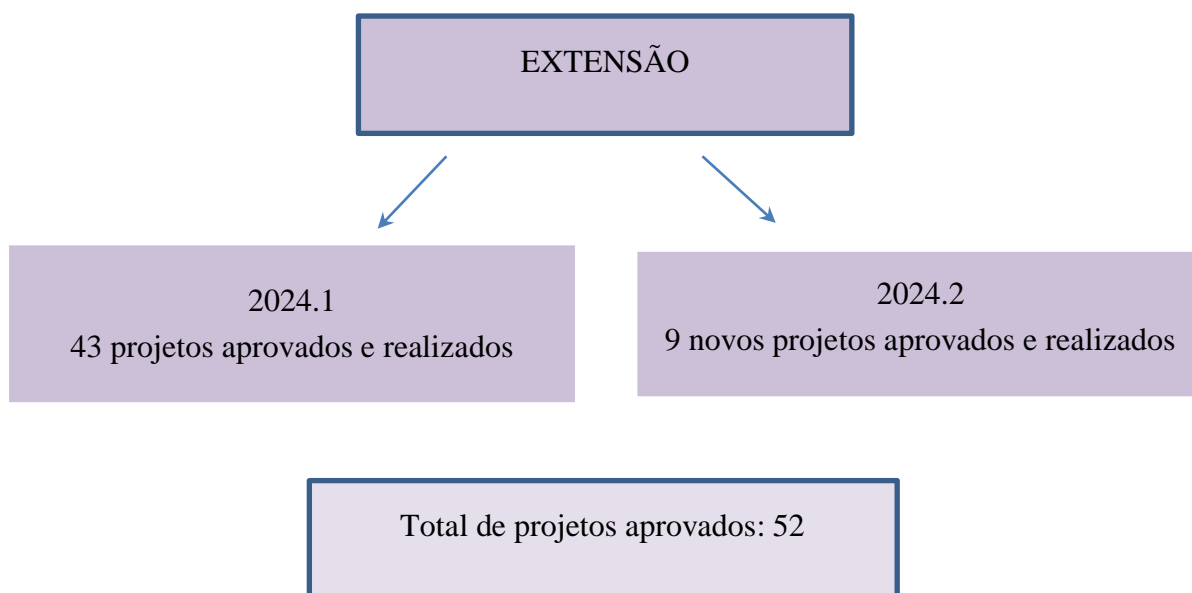 EXTENSÃO
2024.1
43 projetos aprovados e realizados
2024.2
9 novos projetos aprovados e realizados
Total de projetos aprovados: 52